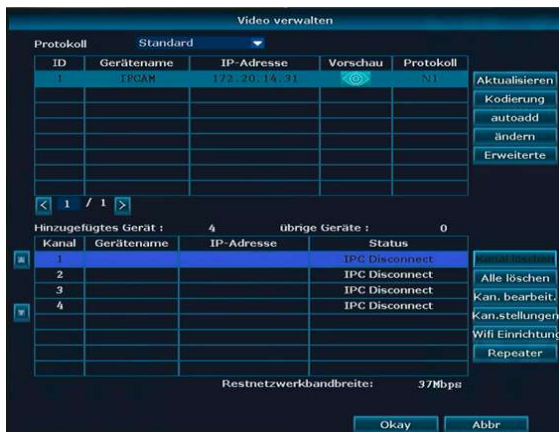 Video verwalten
Protokoll Standard
ID Gerätename IP-Adresse Vorschau Protokoll
1 IPCAM 172.20.14.31 N1
Aktualisieren
Kodierung
autoadd
ändern
Erweiterte
< 1 / 1 >
Hinzugefügtes Gerät : 4 übrige Geräte : 0
Kanal Gerätename IP-Adresse Status
1 IPC Disconnect Kanal löschen
2 IPC Disconnect Alle löschen
3 IPC Disconnect Kan. bearbeit.
4 IPC Disconnect Kan.stellungen
Wifi Einrichtung
Repeater
Restnetzwerkbandbreite: 37Mbps
Okay Abbr